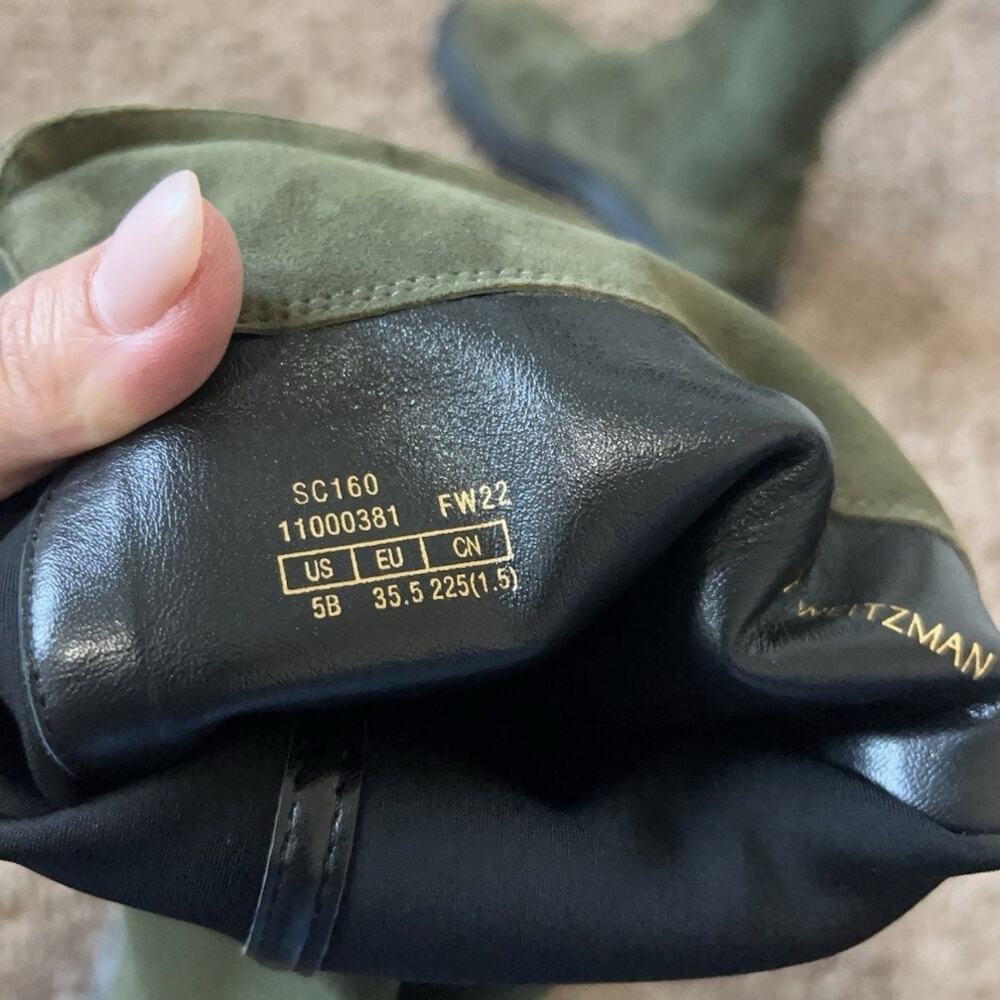 SC160
11000381 FW22
US EU CN
5B 35.5 225(1.5)
WEITZMAN